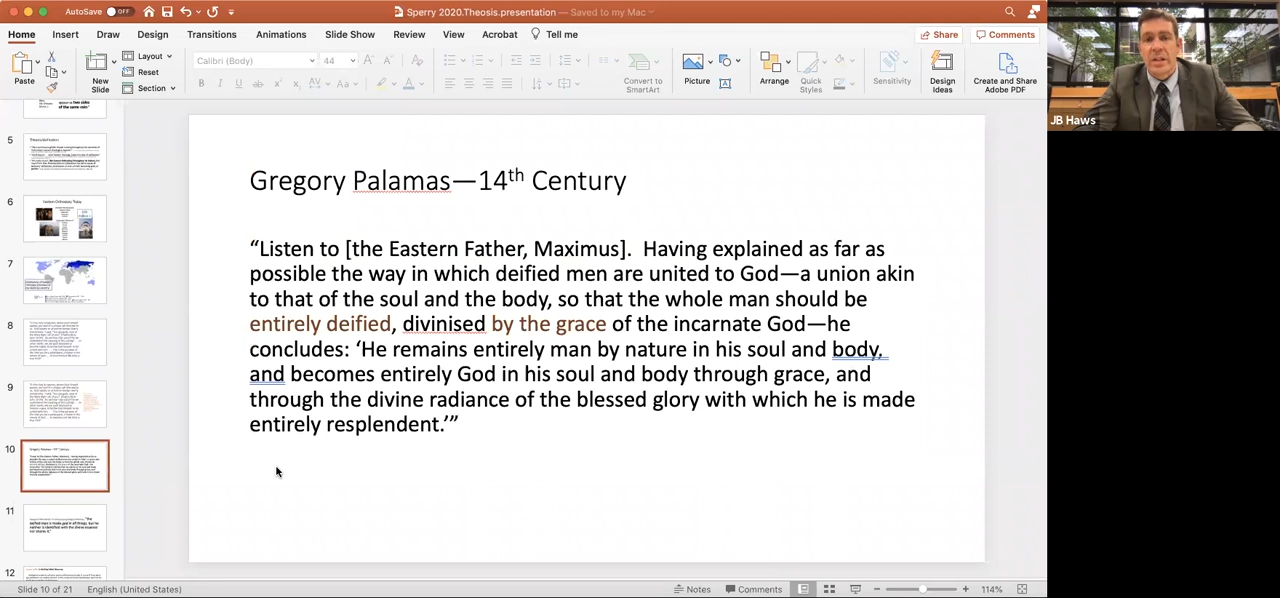 AutoSave OFF
Sperry 2020.Theosis.presentation — Saved to my Mac
Home Insert Draw Design Transitions Animations Slide Show Review View Acrobat Tell me
Share Comments
Paste
New
Slide
Layout
Reset
Section
Calibri (Body) 44
Convert to
SmartArt
Picture
Arrange
Quick
Styles
Sensitivity
Design
Ideas
Create and Share
Adobe PDF
JB Haws
5
6
7
8
9
10
11
12
Gregory Palamas—14th Century
“Listen to [the Eastern Father, Maximus]. Having explained as far as
possible the way in which deified men are united to God—a union akin
to that of the soul and the body, so that the whole man should be
entirely deified, divinised by the grace of the incarnate God—he
concludes: ‘He remains entirely man by nature in his soul and body,
and becomes entirely God in his soul and body through grace, and
through the divine radiance of the blessed glory with which he is made
entirely resplendent.’”
Slide 10 of 21 English (United States)
Notes Comments 114%